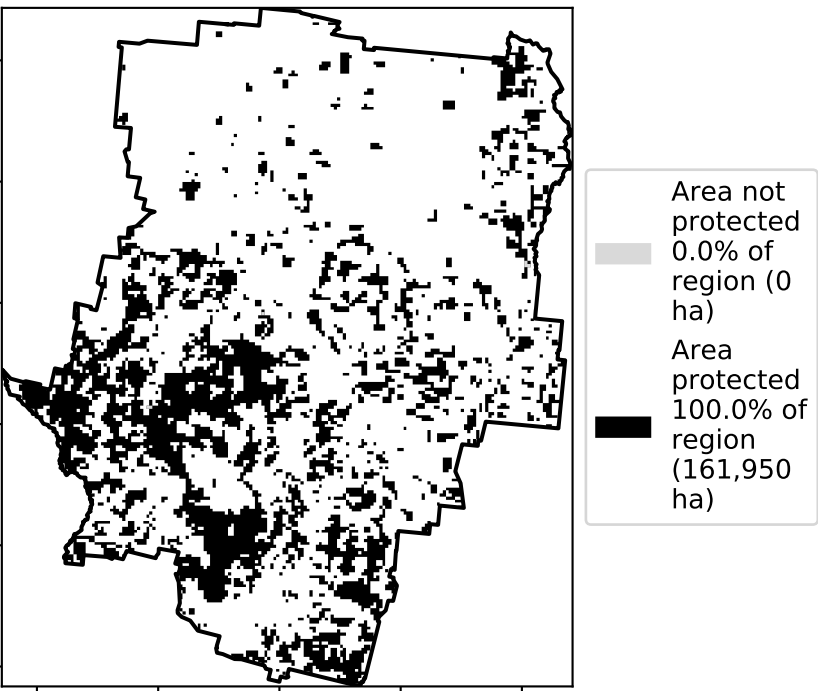 Area not
protected
0.0% of
region (0
ha)
Area
protected
100.0% of
region
(161,950
ha)